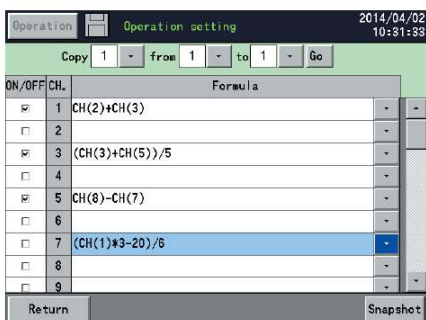 Operation Operation setting 2014/04/02
10:31:33
Copy 1 from 1 to 1 Go
ON/OFF CH. Formula
1 CH(2)+CH(3)
2
3 (CH(3)+CH(5))/5
4
5 CH(8)-CH(7)
6
7 (CH(1)*3-20)/6
8
9
Return Snapshot